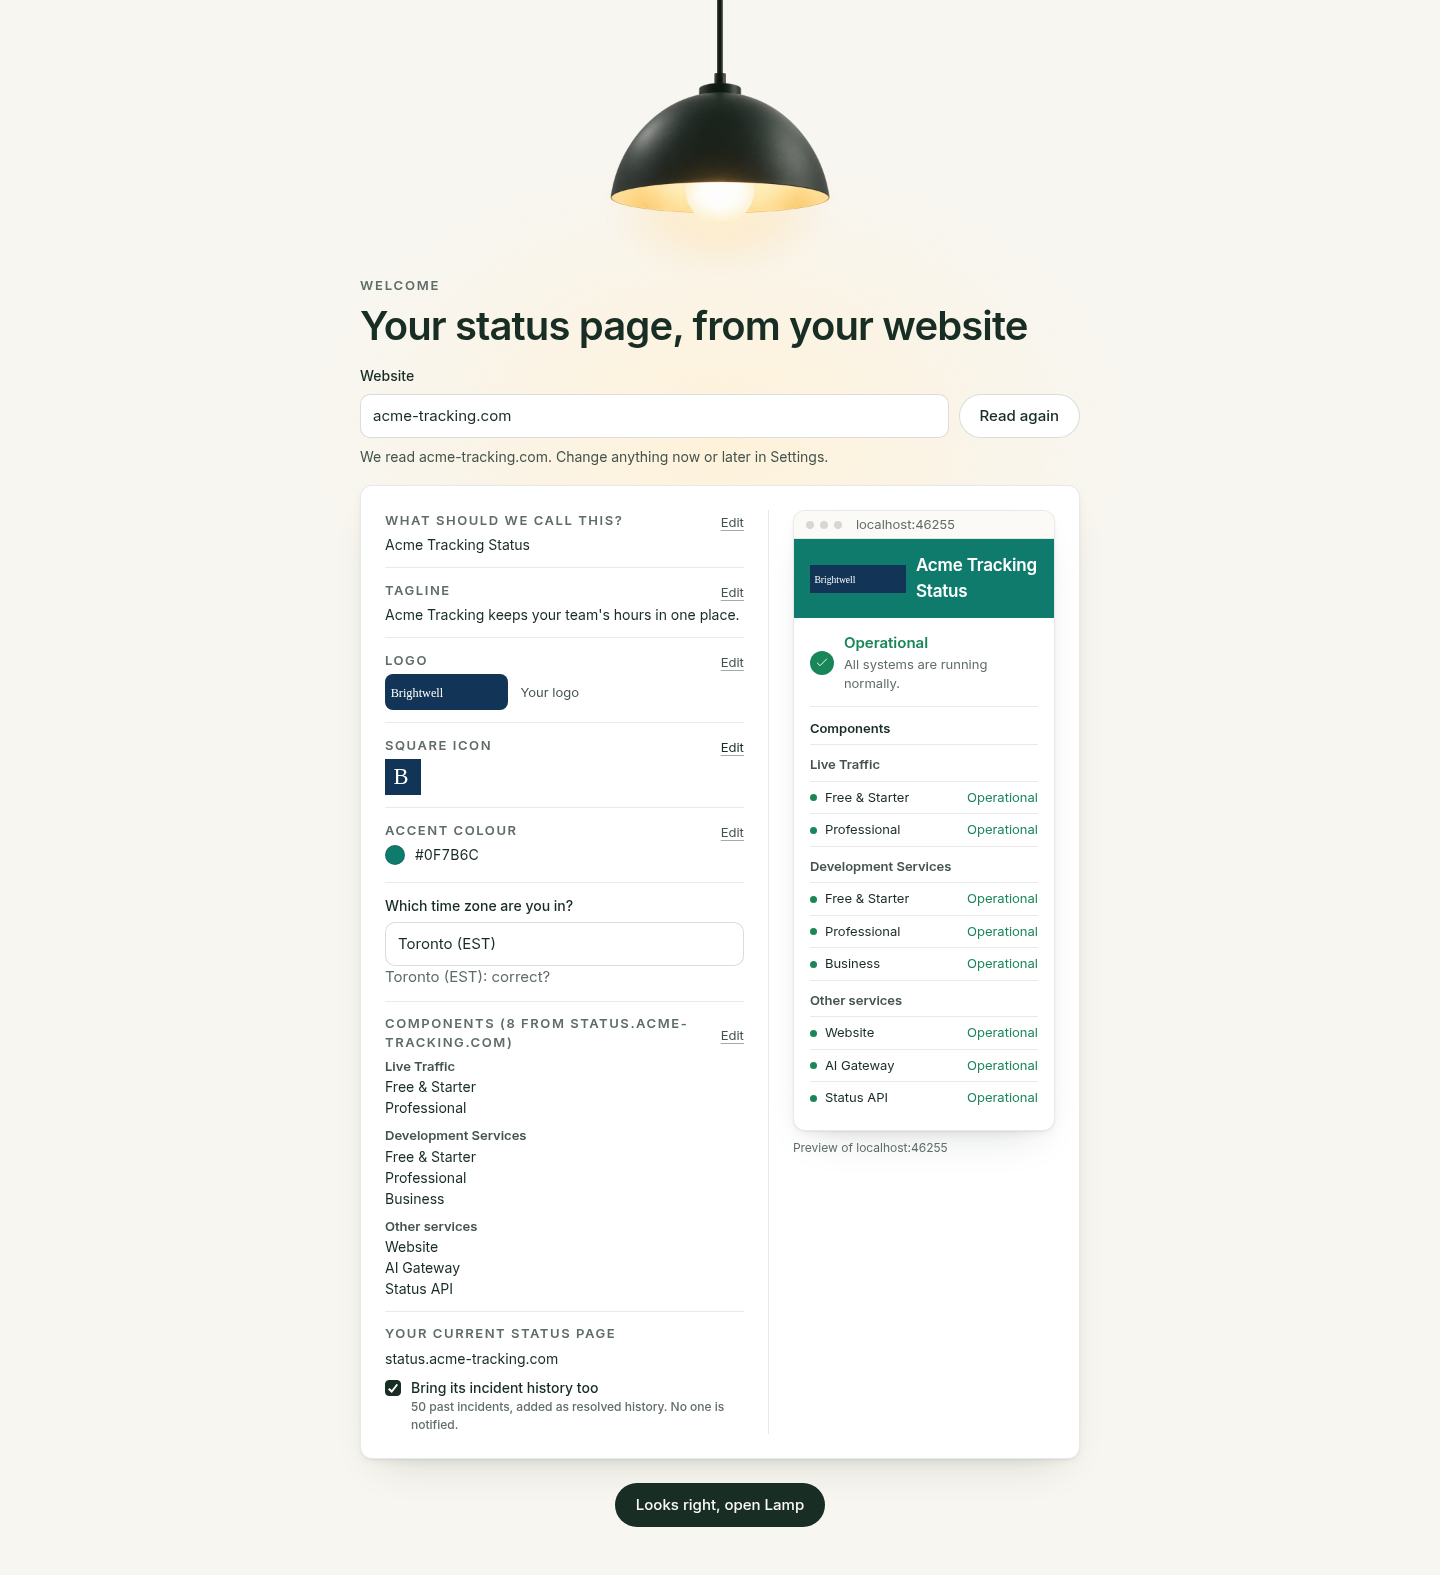 WELCOME
Your status page, from your website
Website
acme-tracking.com
Read again
We read acme-tracking.com. Change anything now or later in Settings.
WHAT SHOULD WE CALL THIS?
Edit
Acme Tracking Status
TAGLINE
Edit
Acme Tracking keeps your team's hours in one place.
LOGO
Edit
Brightwell
Your logo
SQUARE ICON
Edit
B
ACCENT COLOUR
Edit
#0F7B6C
Which time zone are you in?
Toronto (EST)
Toronto (EST): correct?
COMPONENTS (8 FROM STATUS.ACME-
TRACKING.COM)
Edit
Live Traffic
Free & Starter
Professional
Development Services
Free & Starter
Professional
Business
Other services
Website
AI Gateway
Status API
YOUR CURRENT STATUS PAGE
status.acme-tracking.com
Bring its incident history too
50 past incidents, added as resolved history. No one is
notified.
localhost:46255
Brightwell
Acme Tracking
Status
Operational
All systems are running
normally.
Components
Live Traffic
Free & Starter Operational
Professional Operational
Development Services
Free & Starter Operational
Professional Operational
Business Operational
Other services
Website Operational
AI Gateway Operational
Status API Operational
Preview of localhost:46255
Looks right, open Lamp